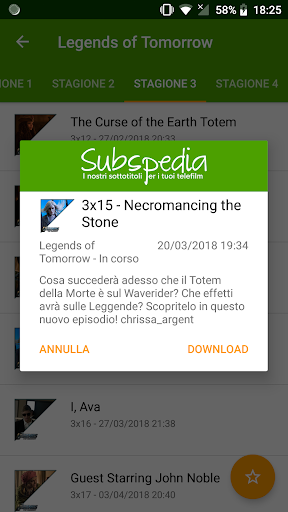 58% 18:25
Legends of Tomorrow
IONE 1 STAGIONE 2 STAGIONE 3 STAGIONE 4
The Curse of the Earth Totem
3x12 - 27/02/2018 20:33
Subspedia
I nostri sottotitoli per i tuoi telefilm
3x15 - Necromancing the
Stone
Legends of 20/03/2018 19:34
Tomorrow - In corso
Cosa succederà adesso che il Totem
della Morte è sul Waverider? Che effetti
avrà sulle Leggende? Scopritelo in questo
nuovo episodio! chrissa_argent
ANNULLA DOWNLOAD
I, Ava
3x16 - 27/03/2018 21:38
Guest Starring John Noble
3x17 - 03/04/2018 20:40